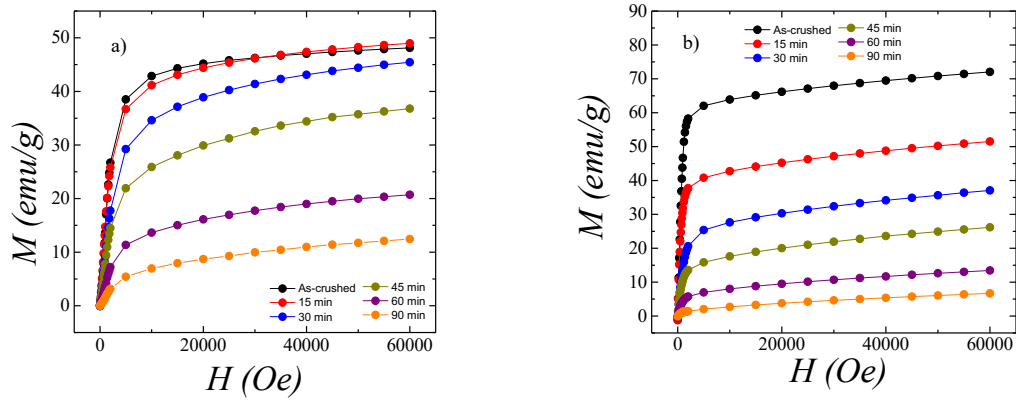 a)
M (emu/g)
50
40
30
20
10
0
As-crushed
15 min
30 min
45 min
60 min
90 min
0 20000 40000 60000
H (Oe)
b)
M (emu/g)
90
80
70
60
50
40
30
20
10
0
As-crushed
15 min
30 min
45 min
60 min
90 min
0 20000 40000 60000
H (Oe)